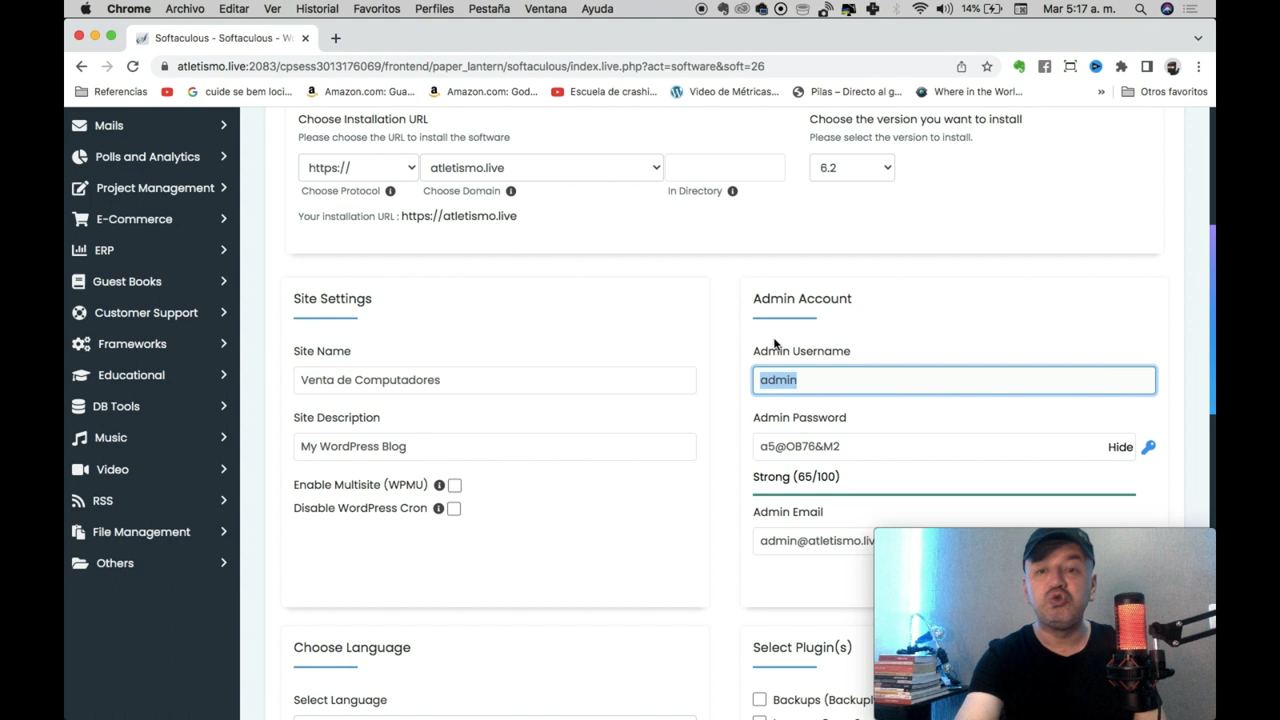 Chrome Archivo Editar Ver Historial Favoritos Perfiles Pestaña Ventana Ayuda 14% Mar 5:17 a. m.
Softaculous - Softaculous - W
atletismo.live:2083/cpsess3013176069/frontend/paper_lantern/softaculous/index.live.php?act=software&soft=26
Referencias cuide se bem loci... Amazon.com: Gua... Amazon.com: God... Escuela de crashi... Video de Métricas... Pilas – Directo al g... Where in the Worl... » Otros favoritos
Mails
Polls and Analytics
Project Management
E-Commerce
ERP
Guest Books
Customer Support
Frameworks
Educational
DB Tools
Music
Video
RSS
File Management
Others
Choose Installation URL
Please choose the URL to install the software
https:// atletismo.live
Choose Protocol Choose Domain In Directory
Your installation URL : https://atletismo.live
Choose the version you want to install
Please select the version to install.
6.2
Site Settings
Site Name
Venta de Computadores
Site Description
My WordPress Blog
Enable Multisite (WPMU)
Disable WordPress Cron
Admin Account
Admin Username
admin
Admin Password
a5@OB76&M2 Hide
Strong (65/100)
Admin Email
admin@atletismo.liv
Choose Language
Select Language
Select Plugin(s)
Backups (Backupl